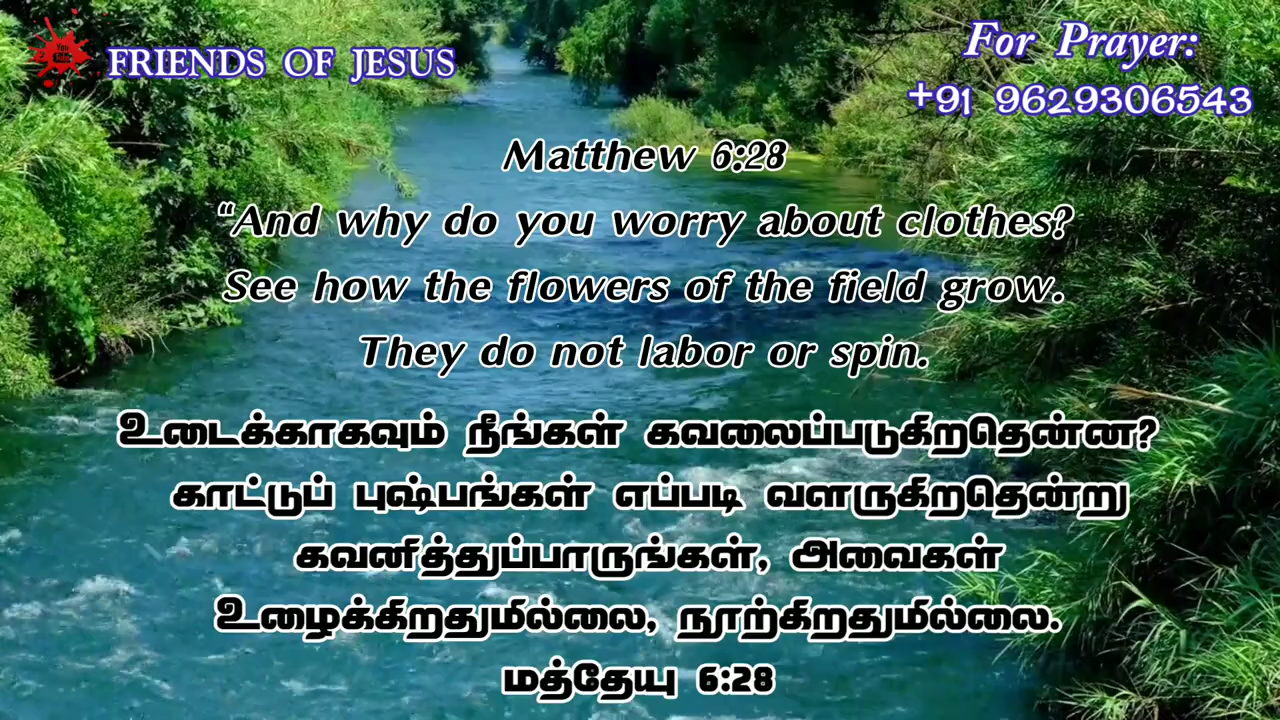 You
Tube
FRIENDS OF JESUS
For Prayer:
+91 9629306543
Matthew 6:28
“And why do you worry about clothes?
See how the flowers of the field grow.
They do not labor or spin.
உடைக்காகவும் நீங்கள் கவலைப்படுகிறதென்ன?
காட்டுப் புஷ்பங்கள் எப்படி வளருகிறதென்று
கவனித்துப்பாருங்கள், அவைகள்
உழைக்கிறதுமில்லை, நூற்கிறதுமில்லை.
மத்தேயு 6:28